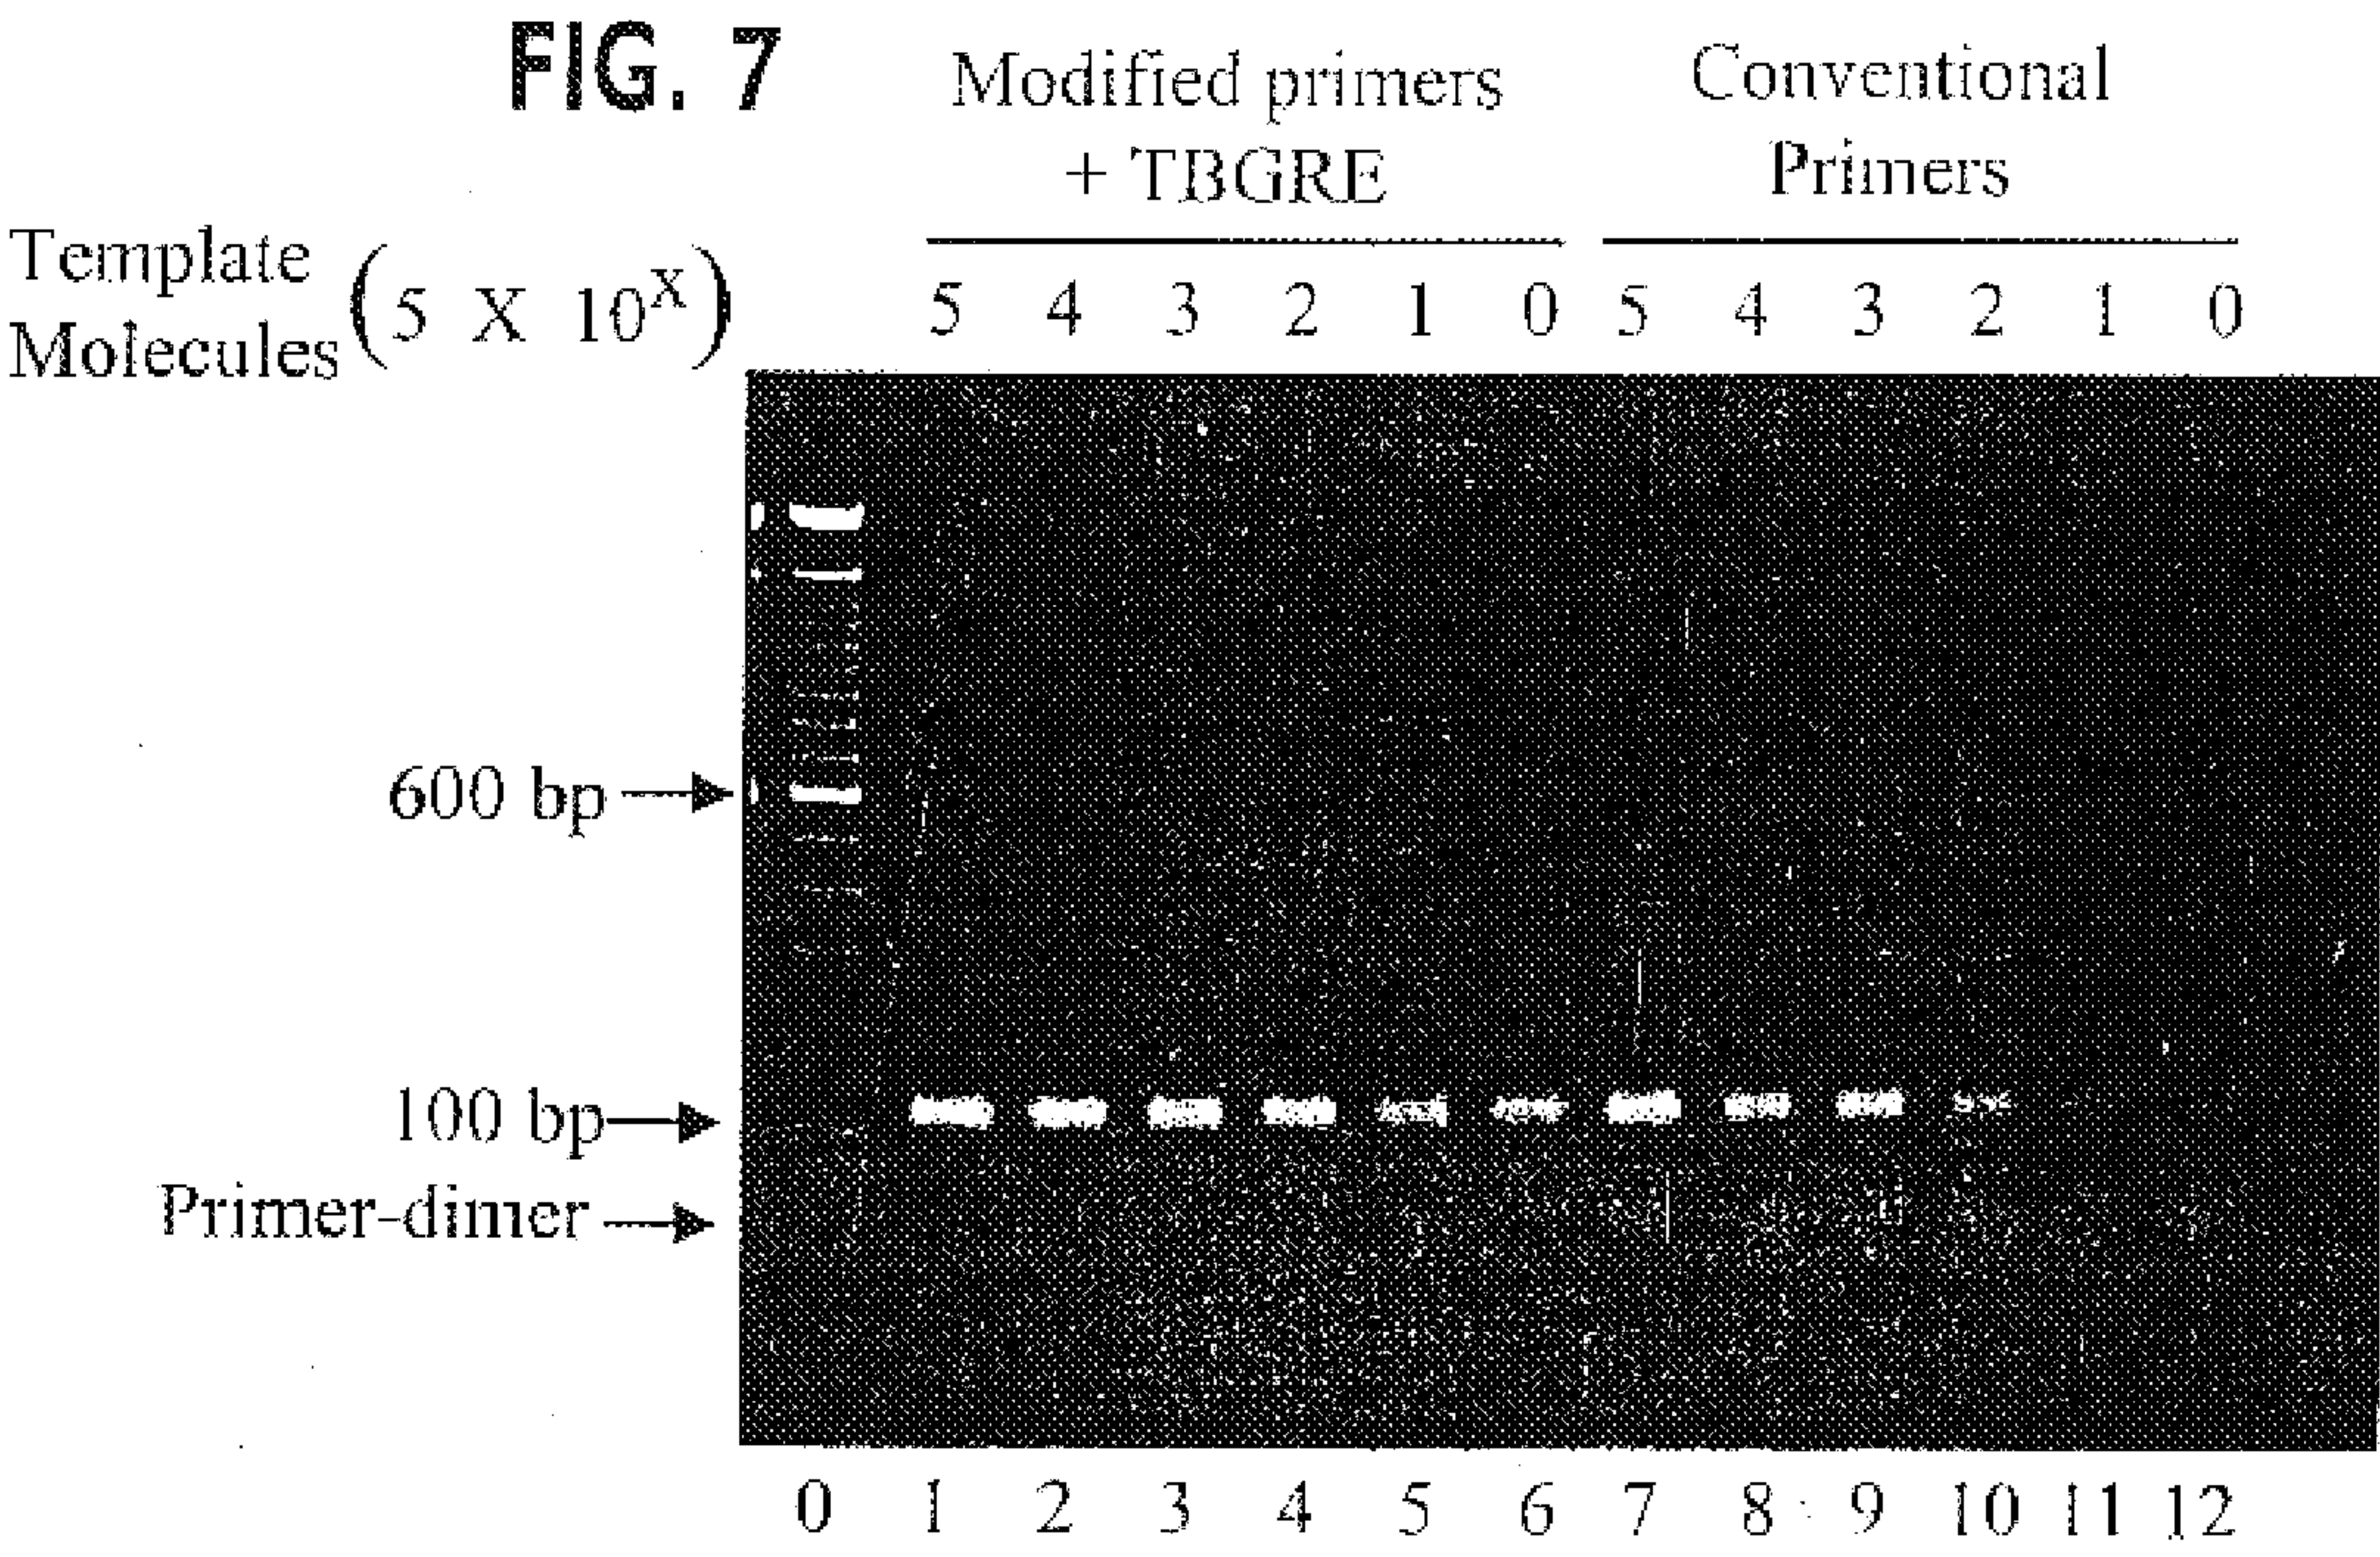 FIG. 7
Modified primers
+ TBGRE
Conventional
Primers
Template
Molecules (5 X 10^X)
5 4 3 2 1 0 5 4 3 2 1 0
600 bp
100 bp
Primer-dimer
0 1 2 3 4 5 6 7 8 9 10 11 12